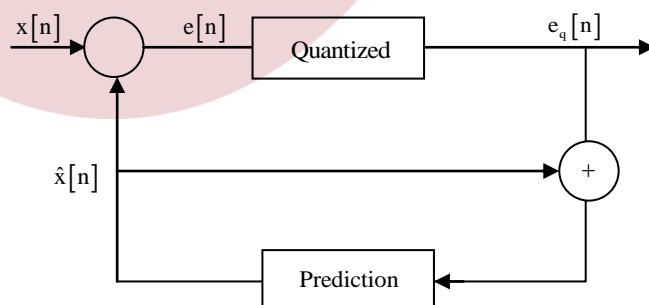 x[n]
e[n]
Quantized
e_q[n]
x̂[n]
+
Prediction